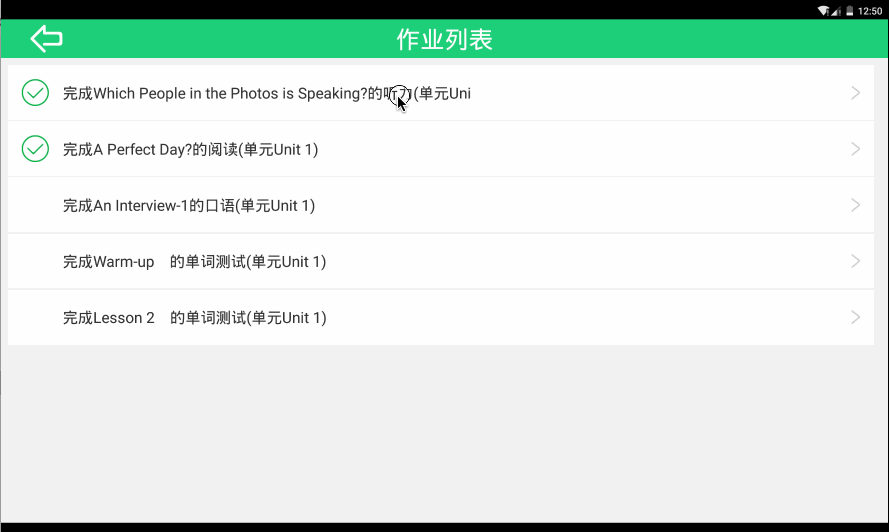 12:50
作业列表
完成Which People in the Photos is Speaking?的听力(单元Uni
完成A Perfect Day?的阅读(单元Unit 1)
完成An Interview-1的口语(单元Unit 1)
完成Warm-up　的单词测试(单元Unit 1)
完成Lesson 2　的单词测试(单元Unit 1)